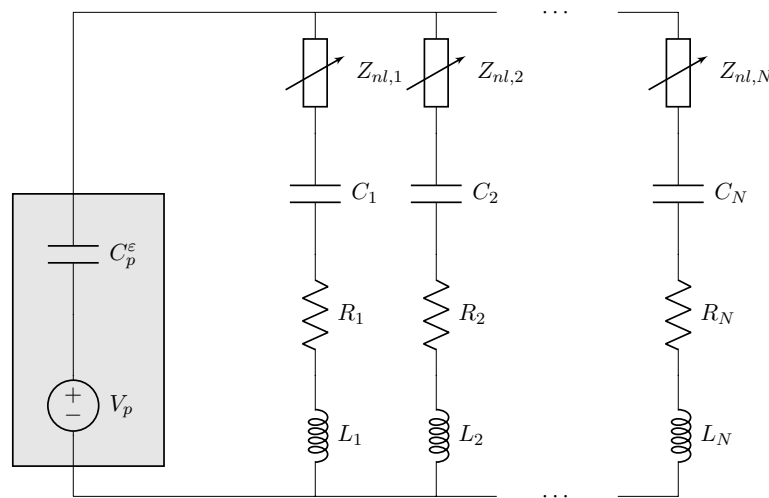 ...
Z_{nl,1} Z_{nl,2} Z_{nl,N}
C_1 C_2 C_N
C_p^ε
R_1 R_2 R_N
+
− V_p
L_1 L_2 L_N
...